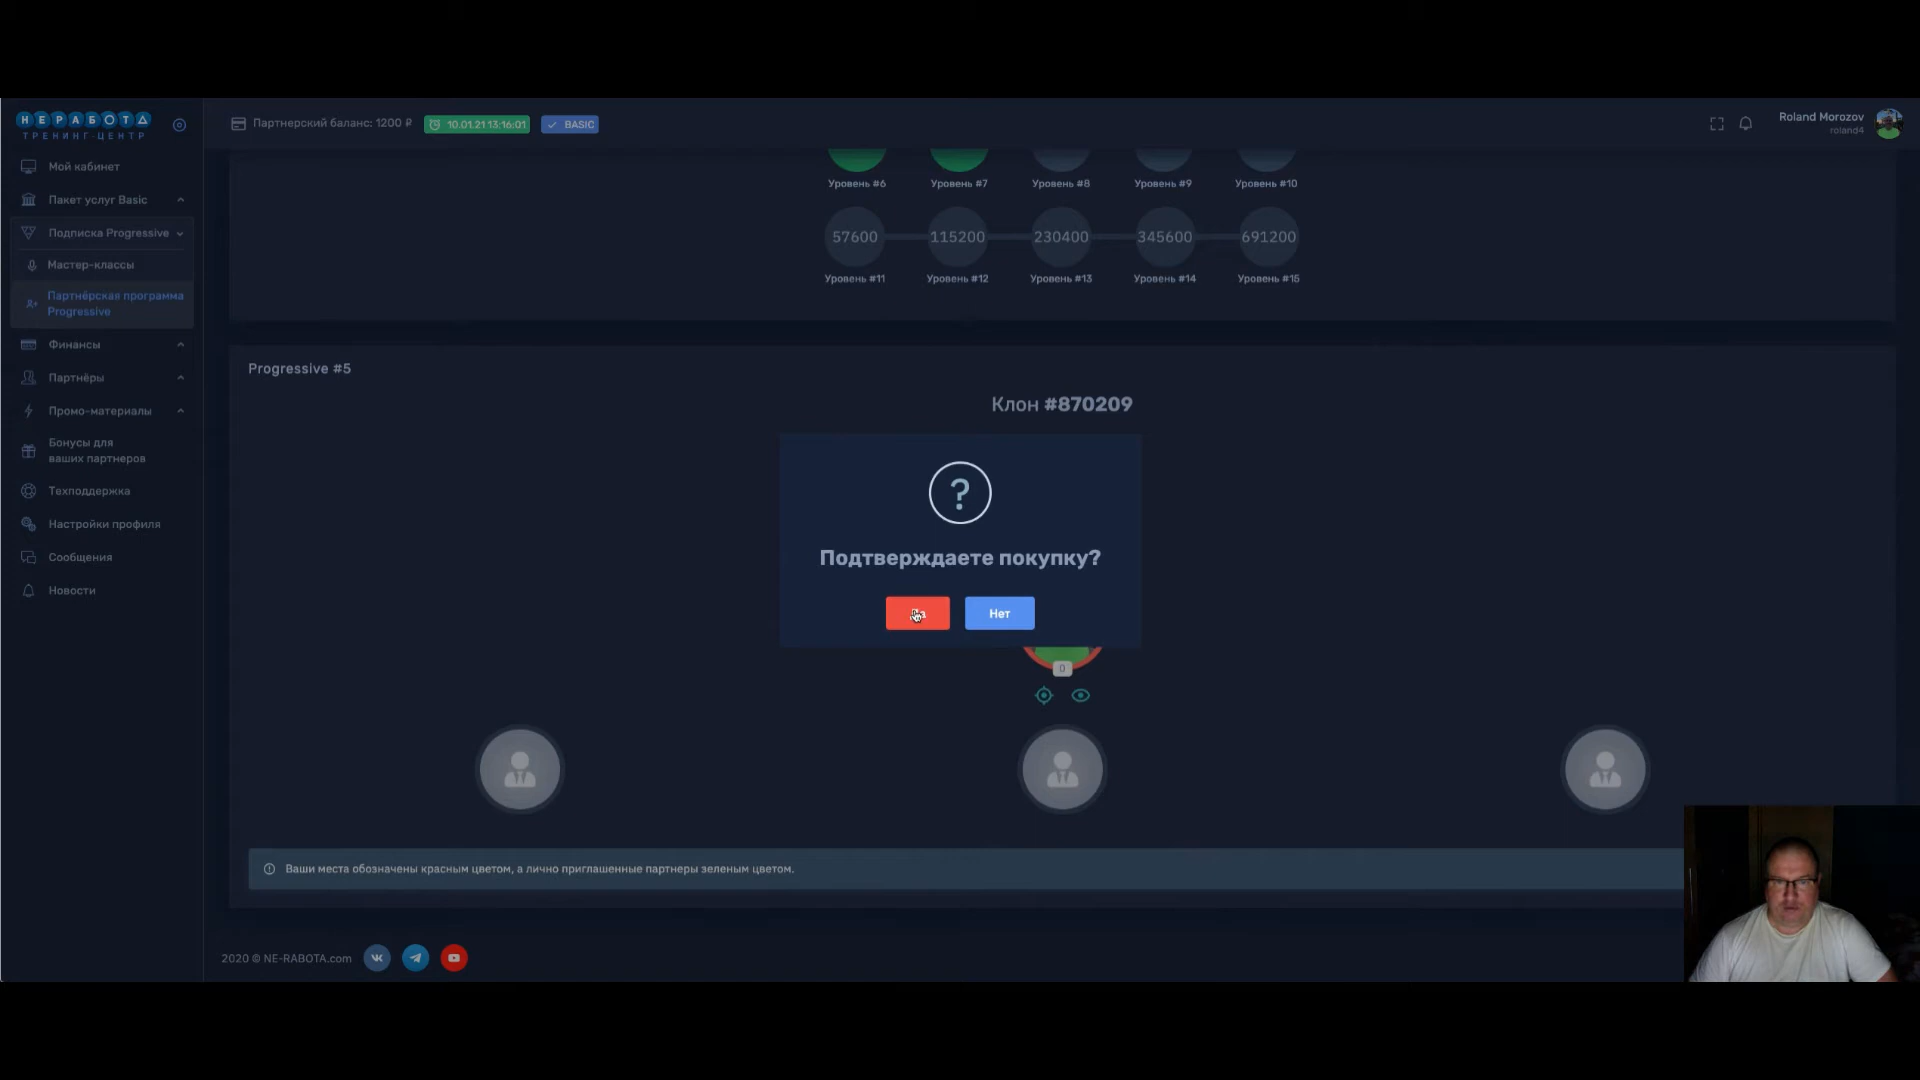 НЕРАБОТА
ТРЕНИНГ-ЦЕНТР
Партнерский баланс: 1200 ₽
10.01.21 13:16:01
BASIC
Roland Morozov
roland4
Мой кабинет
Пакет услуг Basic
Подписка Progressive
Мастер-классы
Партнёрская программа
Progressive
Финансы
Партнёры
Промо-материалы
Бонусы для
ваших партнеров
Техподдержка
Настройки профиля
Сообщения
Новости
Уровень #6
Уровень #7
Уровень #8
Уровень #9
Уровень #10
57600
115200
230400
345600
691200
Уровень #11
Уровень #12
Уровень #13
Уровень #14
Уровень #15
Progressive #5
Клон #870209
?
Подтверждаете покупку?
Нет
0
Ваши места обозначены красным цветом, а лично приглашенные партнеры зеленым цветом.
2020 © NE-RABOTA.com